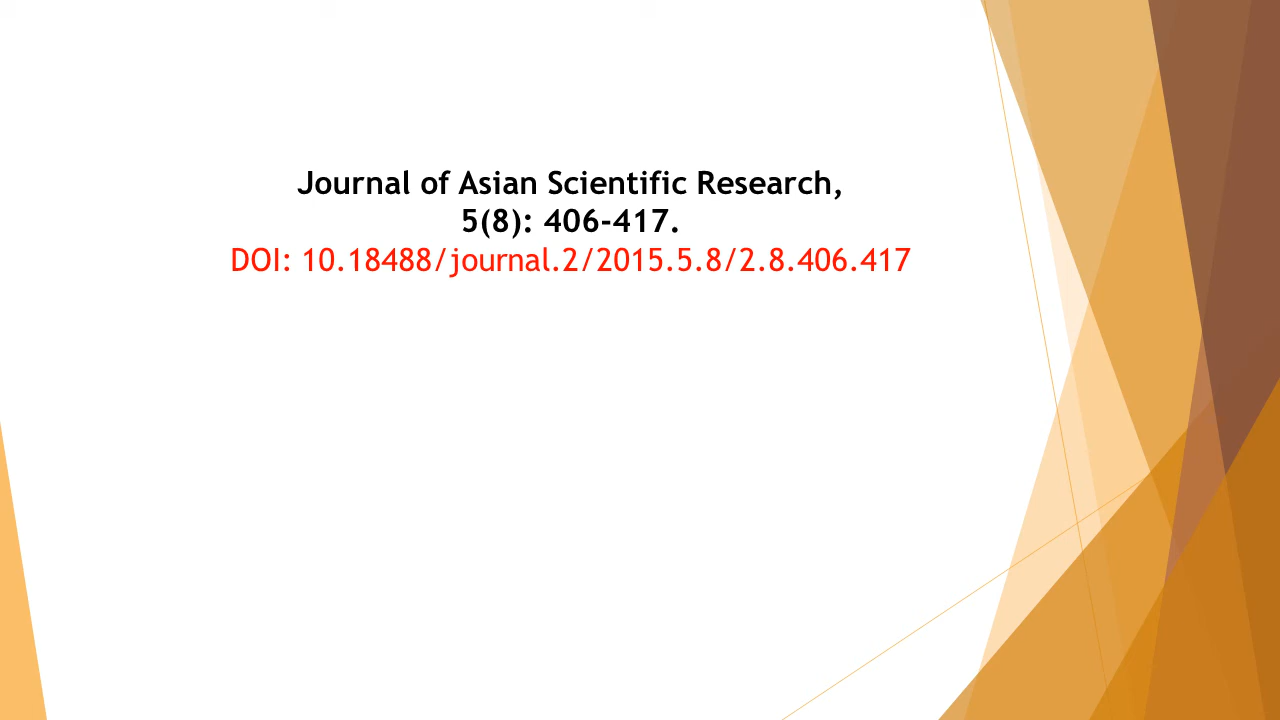 Journal of Asian Scientific Research,
5(8): 406-417.
DOI: 10.18488/journal.2/2015.5.8/2.8.406.417